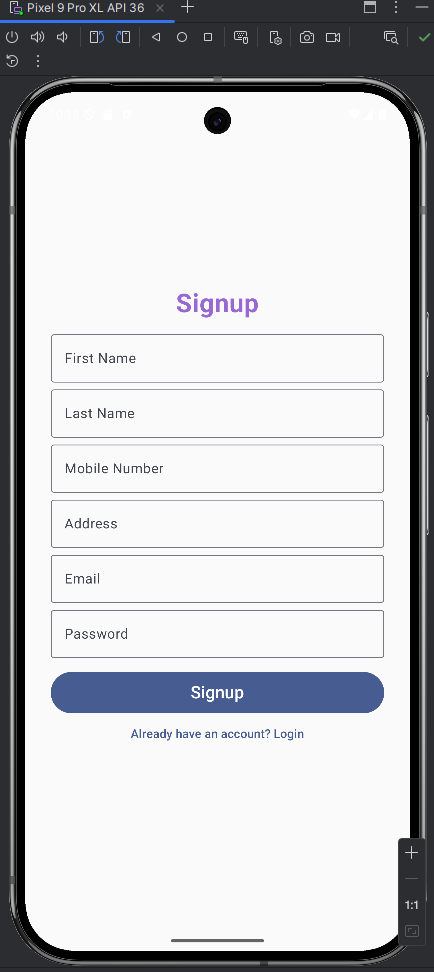 Pixel 9 Pro XL API 36
Signup
First Name
Last Name
Mobile Number
Address
Email
Password
Signup
Already have an account? Login
1:1